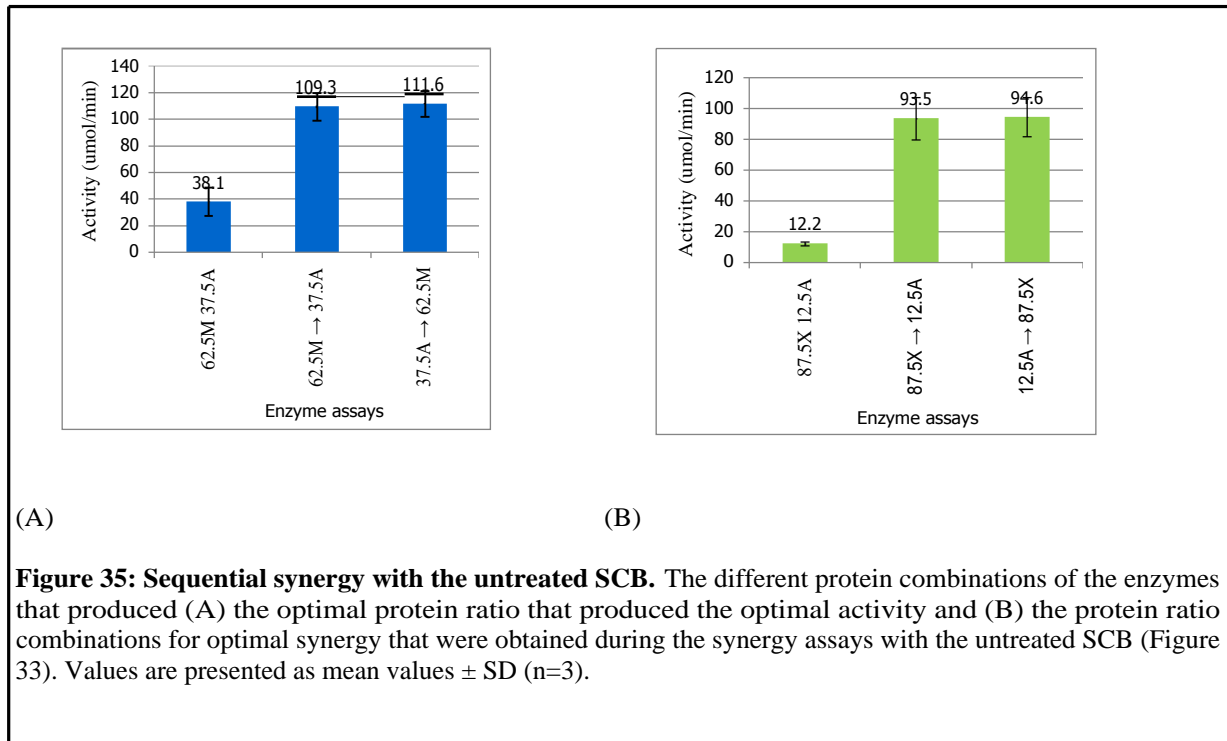 140
120
100
80
60
40
20
0
Activity (umol/min)
38.1
109.3
111.6
62.5M 37.5A
62.5M → 37.5A
37.5A → 62.5M
Enzyme assays
120
100
80
60
40
20
0
Activity (umol/min)
12.2
93.5
94.6
87.5X 12.5A
87.5X → 12.5A
12.5A → 87.5X
Enzyme assays
(A) (B)
Figure 35: Sequential synergy with the untreated SCB. The different protein combinations of the enzymes
that produced (A) the optimal protein ratio that produced the optimal activity and (B) the protein ratio
combinations for optimal synergy that were obtained during the synergy assays with the untreated SCB (Figure
33). Values are presented as mean values ± SD (n=3).